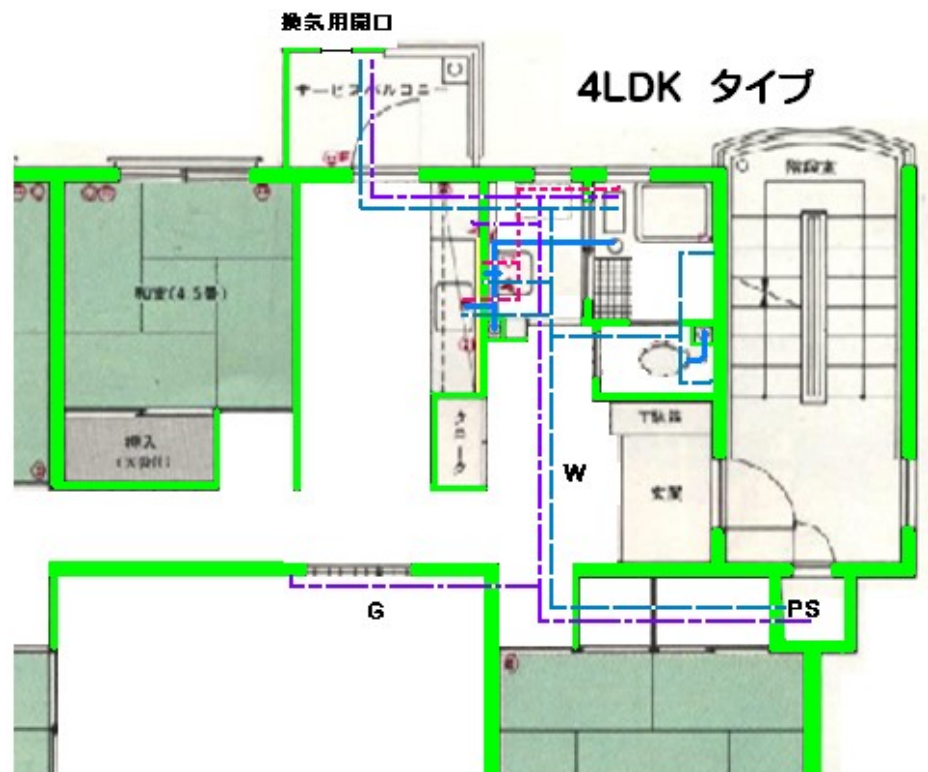 換気用開口
サービスバルコニー
4LDK タイプ
階段室
和室(4.5畳)
押入
クローク
下駄箱
W
玄関
G
PS